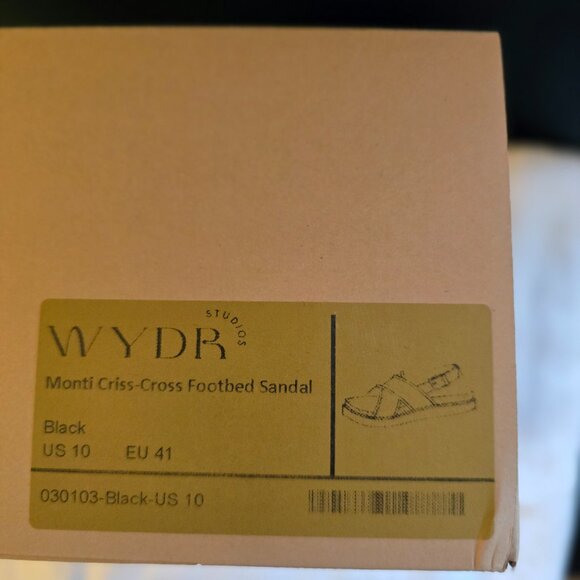 WYDR
STUDIOS
Monti Criss-Cross Footbed Sandal
Black
US 10 EU 41
030103-Black-US 10